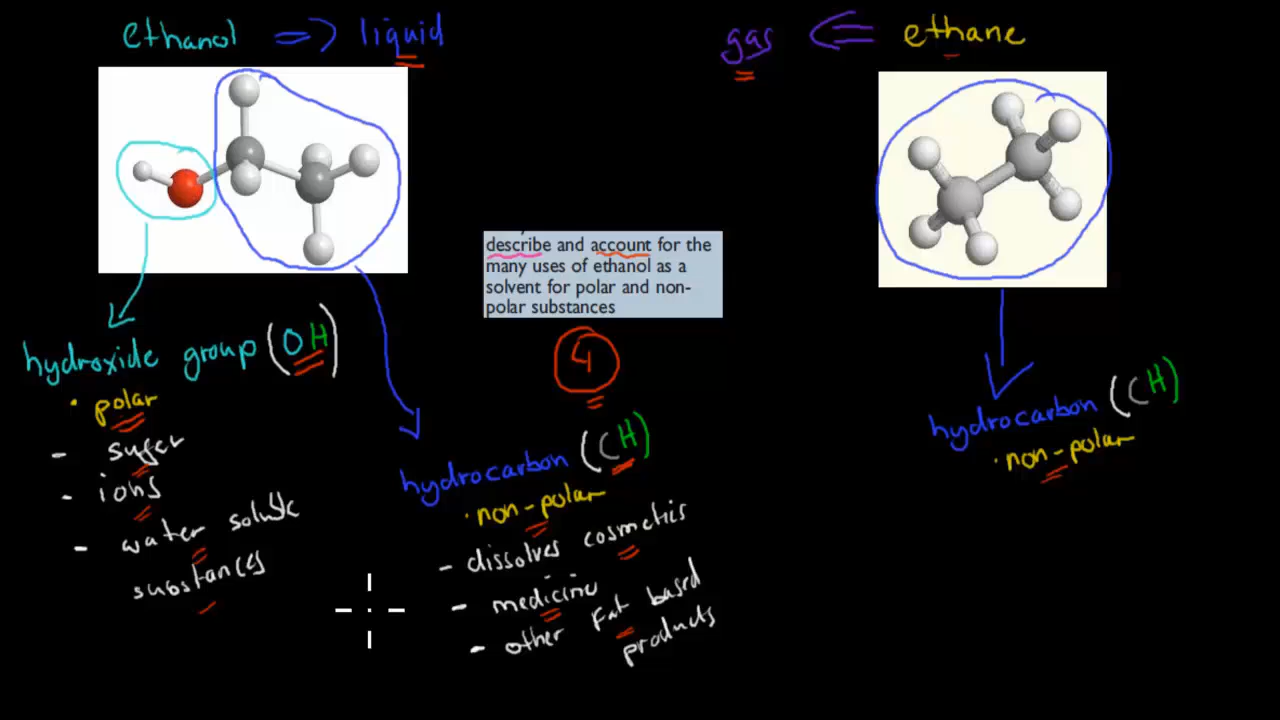 ethanol => liquid
gas <= ethane
describe and account for the
many uses of ethanol as a
solvent for polar and non-
polar substances
4
hydroxide group (OH)
· polar
- suger
- ions
- water soluble
substances
hydrocarbon (CH)
· non-polar
- dissolves cosmetics
- medicine
- other Fat based
products
hydrocarbon (CH)
· non-polar